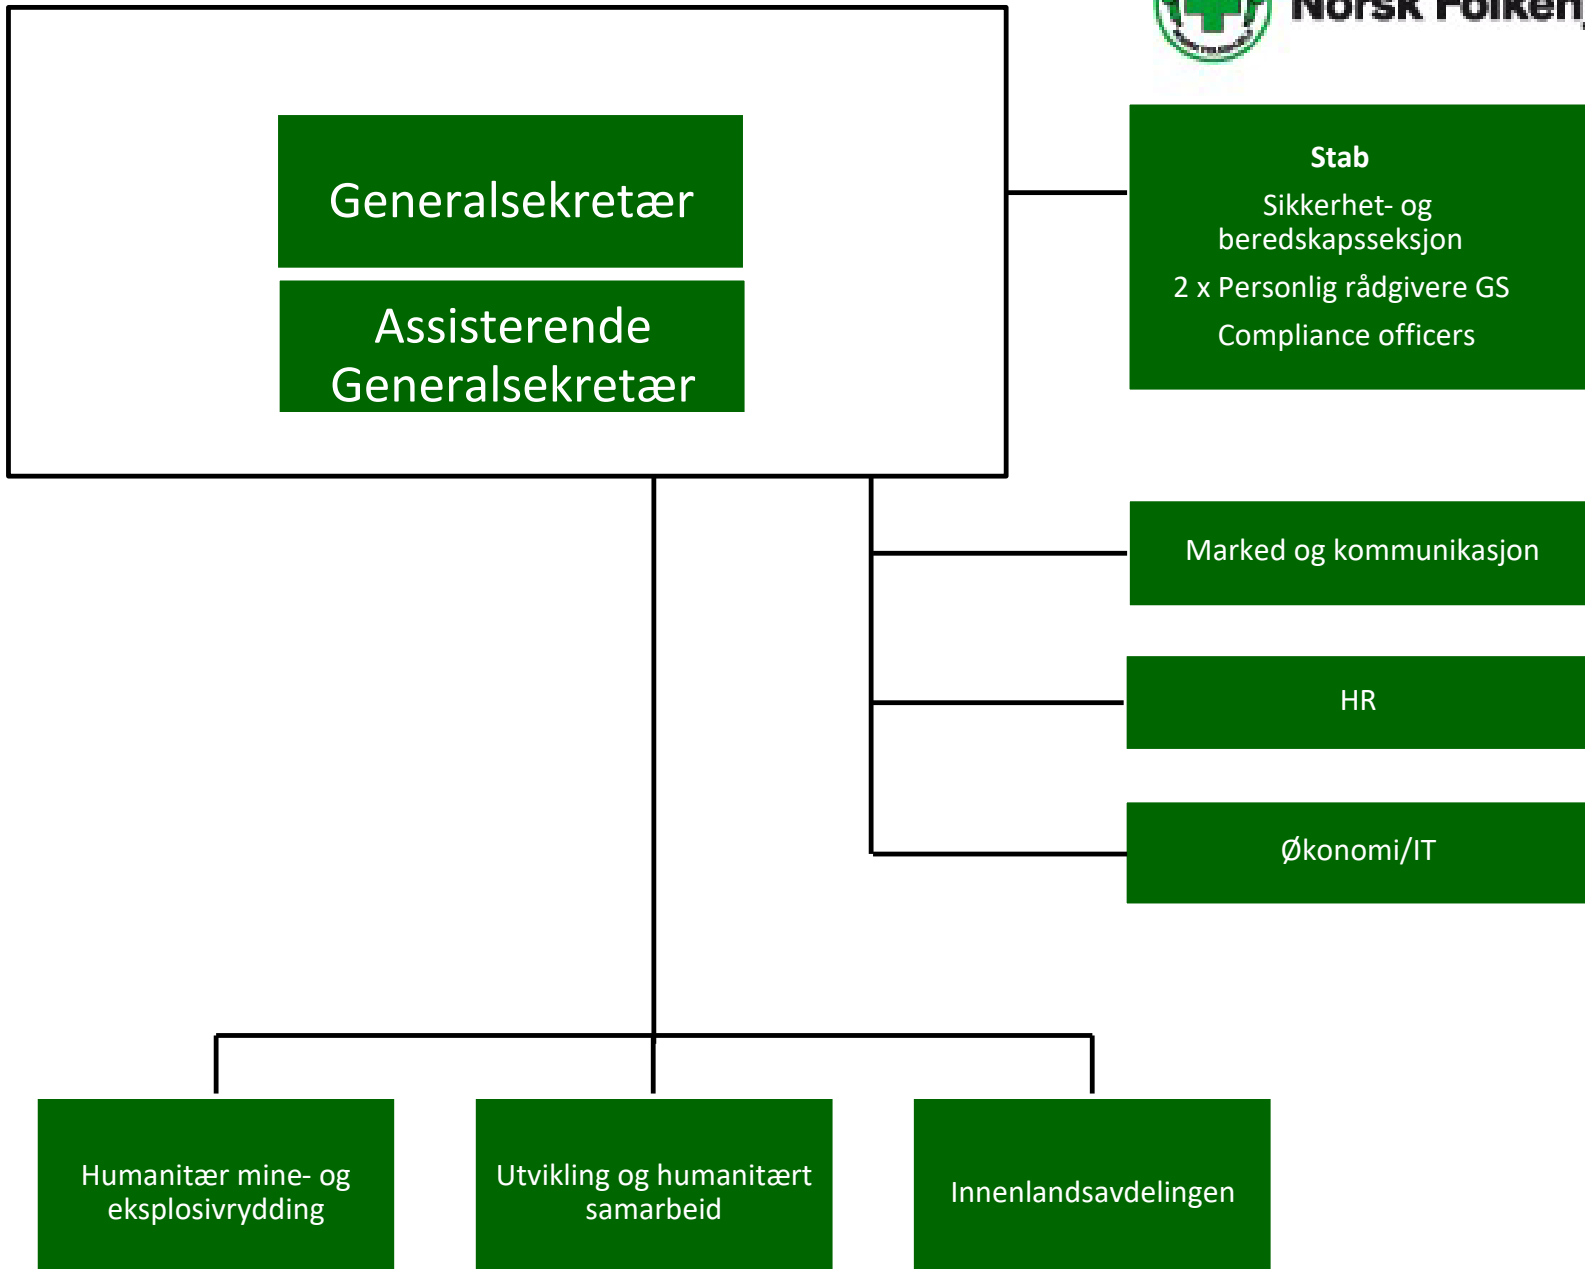 Norsk
Generalsekretær
Assisterende
Generalsekretær
Stab
Sikkerhet- og
beredskapsseksjon
2 x Personlig rådgivere GS
Compliance officers
Marked og kommunikasjon
HR
Økonomi/IT
Humanitær mine- og
eksplosivrydding
Utvikling og humanitært
samarbeid
Innenlandsavdelingen